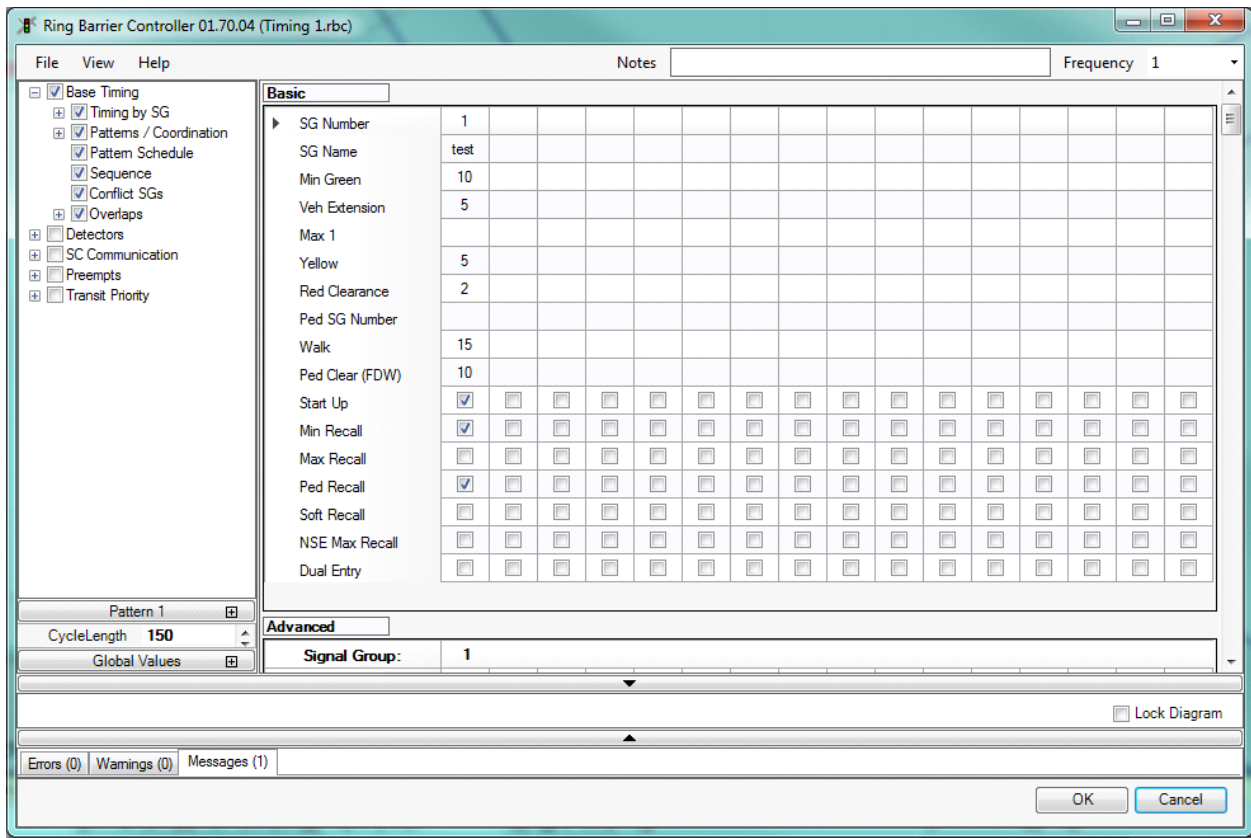 Ring Barrier Controller 01.70.04 (Timing 1.rbc)
File View Help Notes Frequency 1
Base Timing
Timing by SG
Patterns / Coordination
Pattern Schedule
Sequence
Conflict SGs
Overlaps
Detectors
SC Communication
Preempts
Transit Priority
Pattern 1
CycleLength 150
Global Values
Basic
SG Number 1
SG Name test
Min Green 10
Veh Extension 5
Max 1
Yellow 5
Red Clearance 2
Ped SG Number
Walk 15
Ped Clear (FDW) 10
Start Up
Min Recall
Max Recall
Ped Recall
Soft Recall
NSE Max Recall
Dual Entry
Advanced
Signal Group: 1
Lock Diagram
Errors (0) Warnings (0) Messages (1)
OK Cancel